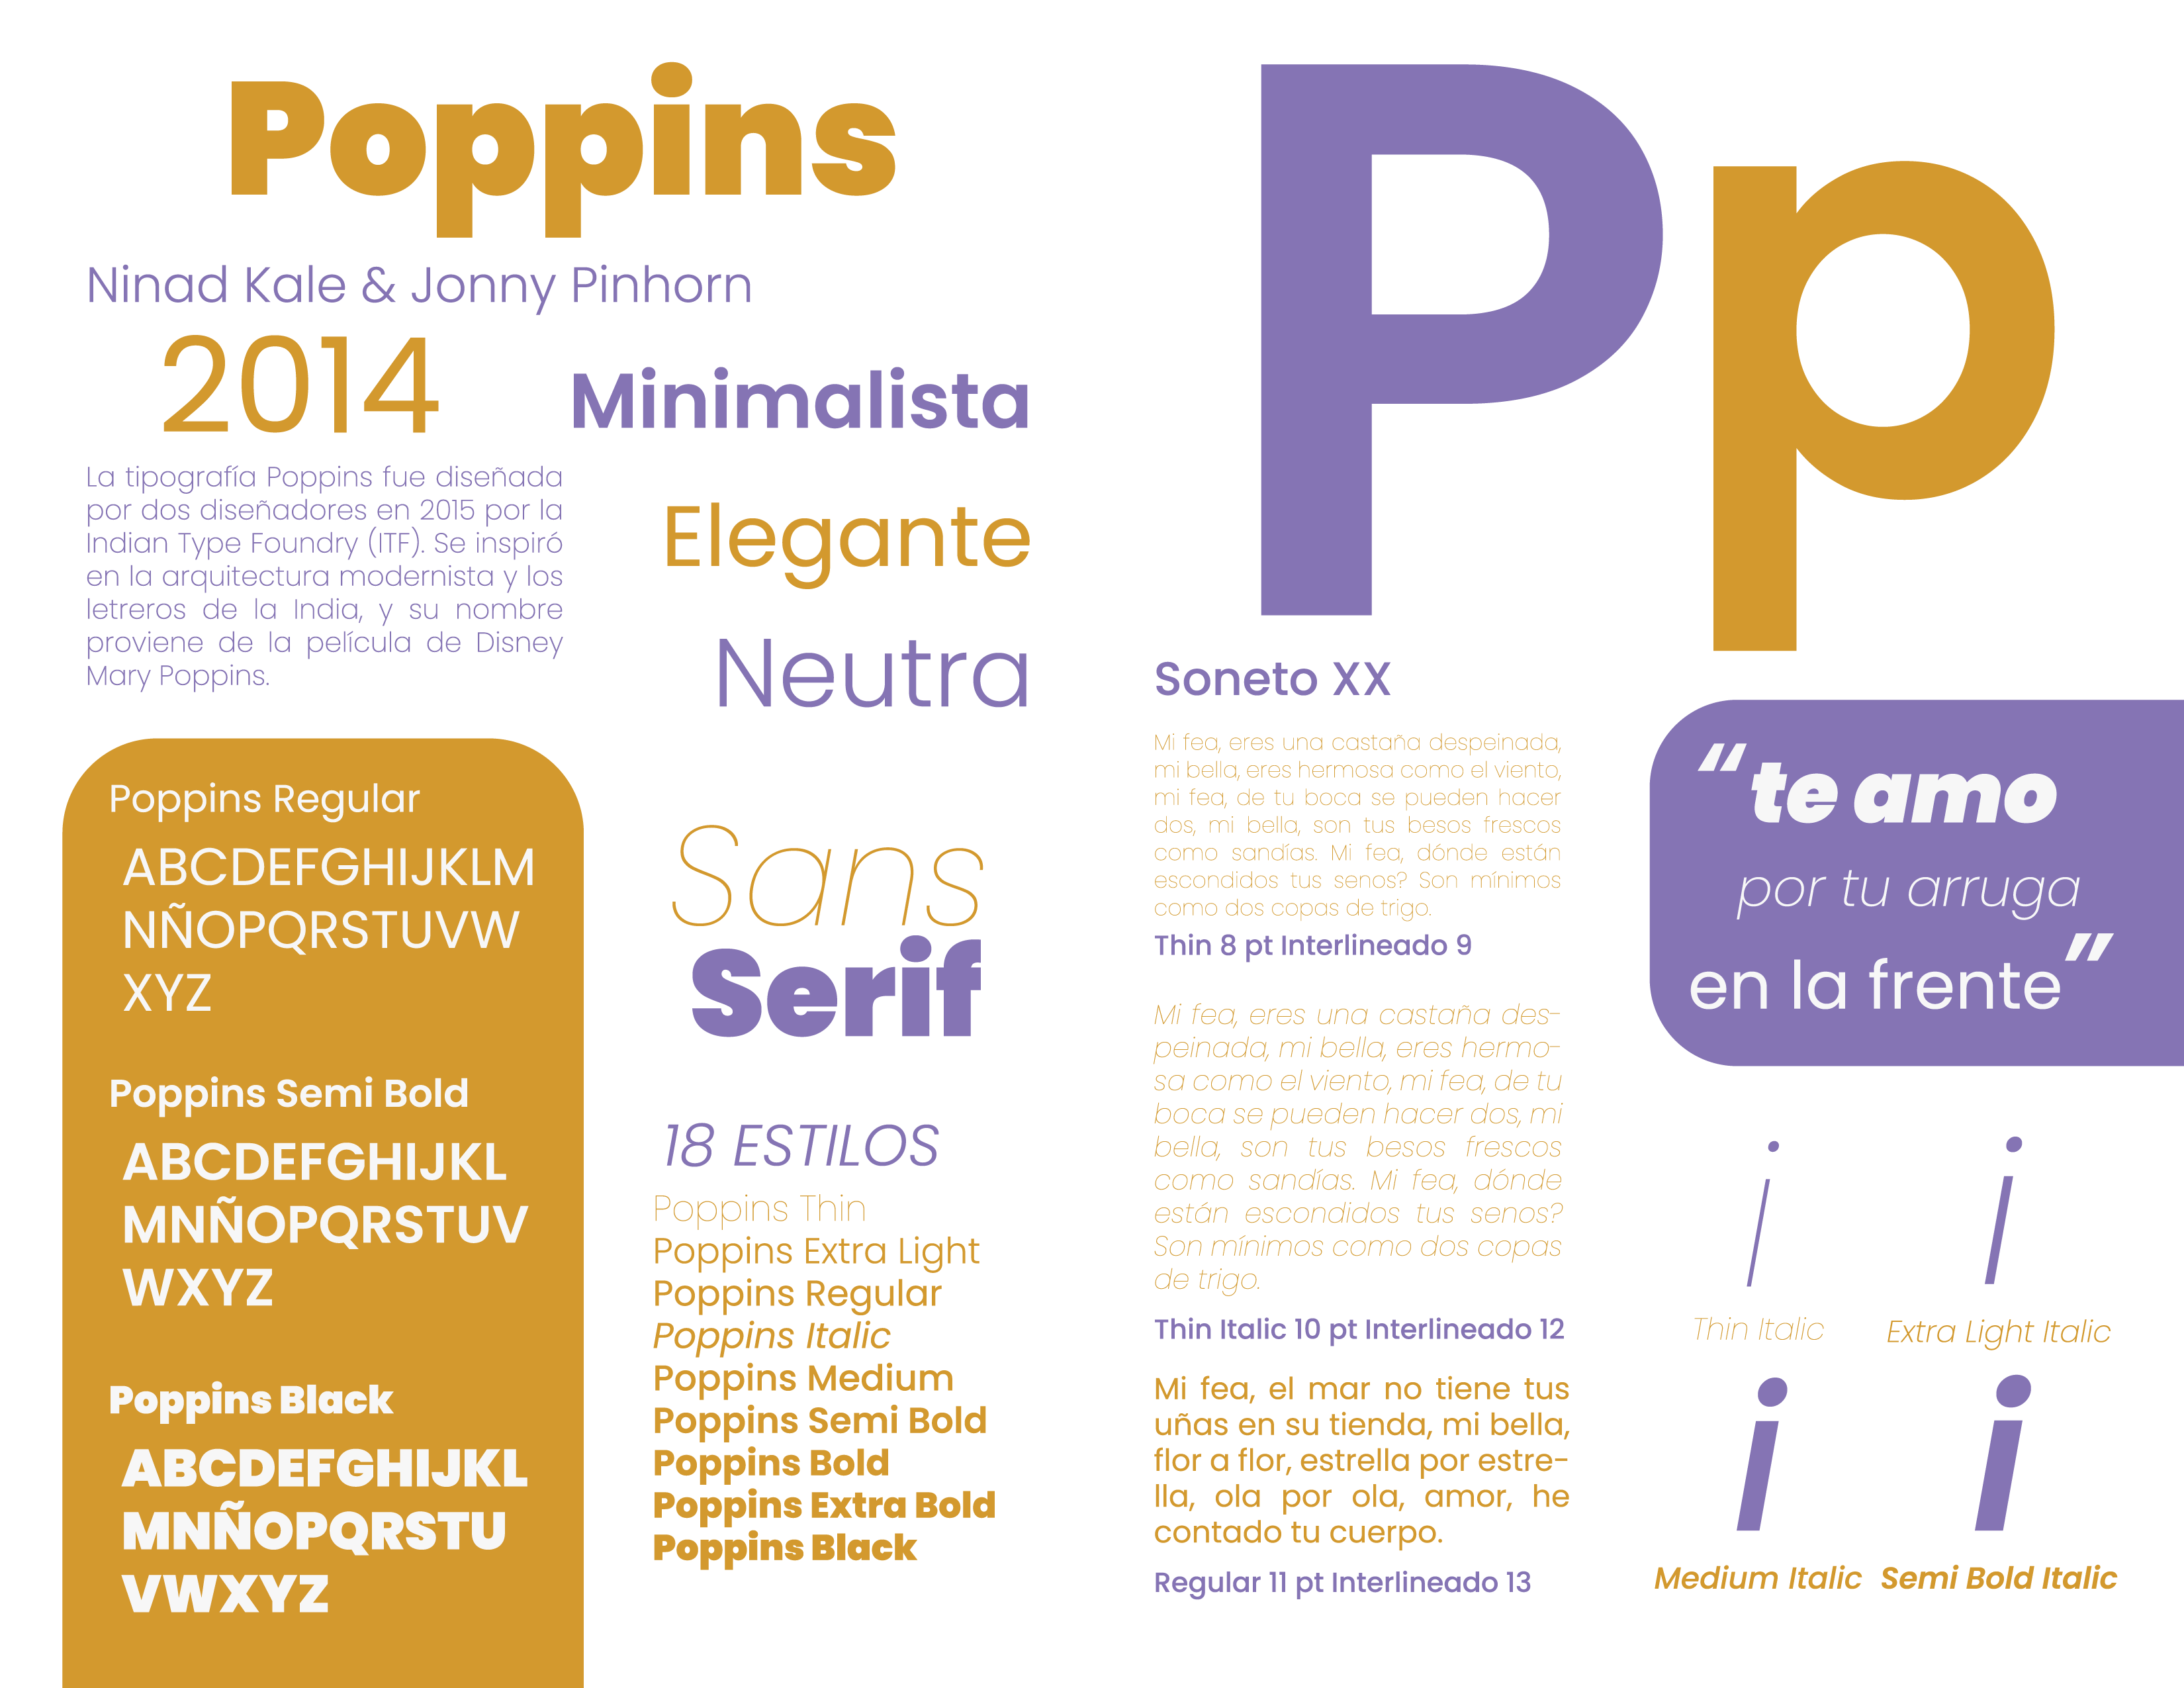 Poppins
Ninad Kale & Jonny Pinhorn
2014
Minimalista
Elegante
Neutra
La tipografía Poppins fue diseñada
por dos diseñadores en 2015 por la
Indian Type Foundry (ITF). Se inspiró
en la arquitectura modernista y los
letreros de la India, y su nombre
proviene de la película de Disney
Mary Poppins.
Poppins Regular
ABCDEFGHIJKLM
NÑOPQRSTUVW
XYZ
Poppins Semi Bold
ABCDEFGHIJKL
MNÑOPQRSTUV
WXYZ
Poppins Black
ABCDEFGHIJKL
MNÑOPQRSTU
VWXYZ
Sans
Serif
18 ESTILOS
Poppins Thin
Poppins Extra Light
Poppins Regular
Poppins Italic
Poppins Medium
Poppins Semi Bold
Poppins Bold
Poppins Extra Bold
Poppins Black
Pp
Soneto XX
Mi fea, eres una castaña despeinada,
mi bella, eres hermosa como el viento,
mi fea, de tu boca se pueden hacer
dos, mi bella, son tus besos frescos
como sandías. Mi fea, dónde están
escondidos tus senos? Son mínimos
como dos copas de trigo.
Thin 8 pt Interlineado 9
Mi fea, eres una castaña des-
peinada, mi bella, eres hermo-
sa como el viento, mi fea, de tu
boca se pueden hacer dos, mi
bella, son tus besos frescos
como sandías. Mi fea, dónde
están escondidos tus senos?
Son mínimos como dos copas
de trigo.
Thin Italic 10 pt Interlineado 12
Mi fea, el mar no tiene tus
uñas en su tienda, mi bella,
flor a flor, estrella por estre-
lla, ola por ola, amor, he
contado tu cuerpo.
Regular 11 pt Interlineado 13
“te amo
por tu arruga
en la frente”
i i
Thin Italic Extra Light Italic
i i
Medium Italic Semi Bold Italic